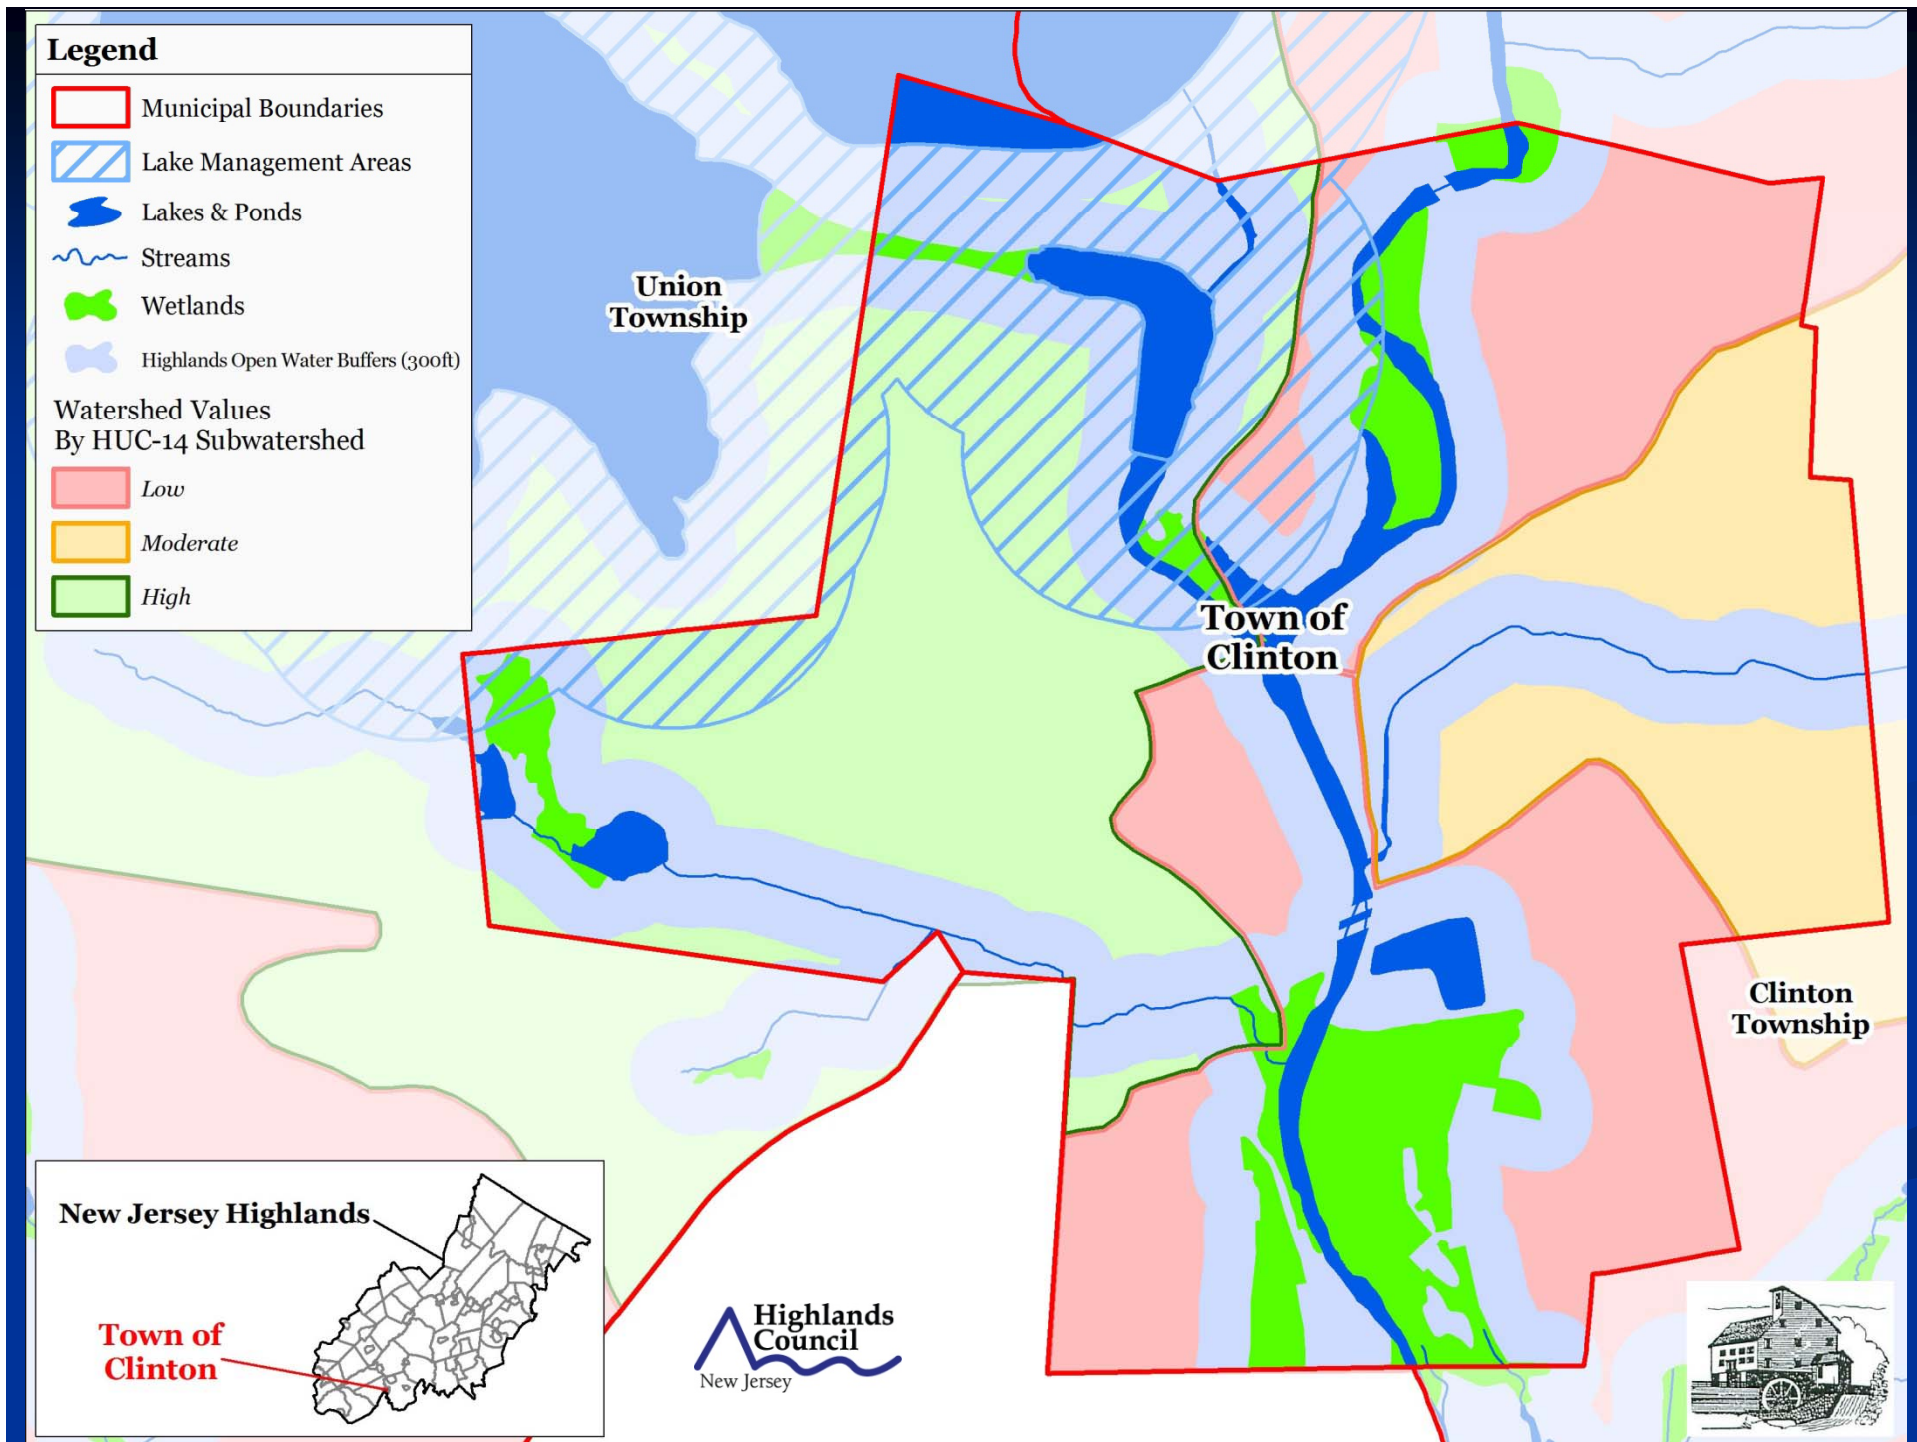 Legend
Municipal Boundaries
Lake Management Areas
Lakes & Ponds
Streams
Wetlands
Highlands Open Water Buffers (300ft)
Watershed Values
By HUC-14 Subwatershed
Low
Moderate
High
Union
Township
Town of
Clinton
Clinton
Township
New Jersey Highlands
Town of
Clinton
Highlands
Council
New Jersey